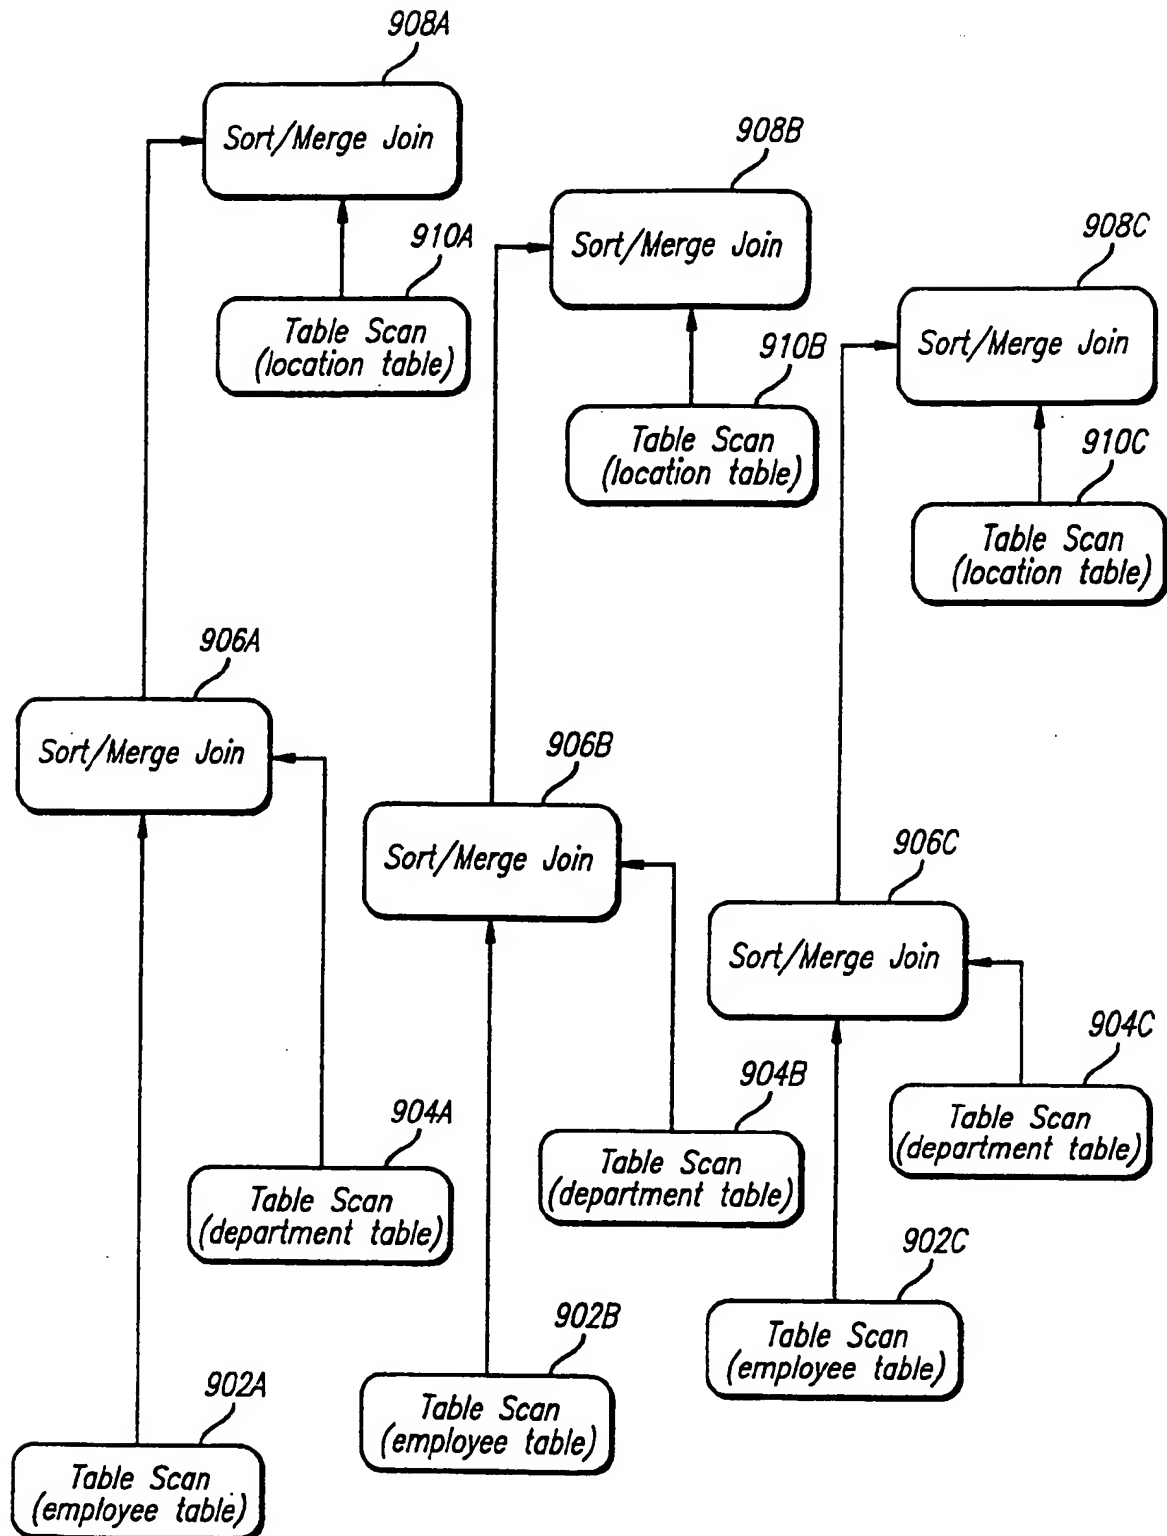 908A
Sort/Merge Join
910A
Table Scan
(location table)
908B
Sort/Merge Join
910B
Table Scan
(location table)
908C
Sort/Merge Join
910C
Table Scan
(location table)
906A
Sort/Merge Join
906B
Sort/Merge Join
906C
Sort/Merge Join
904A
Table Scan
(department table)
904B
Table Scan
(department table)
904C
Table Scan
(department table)
902A
Table Scan
(employee table)
902B
Table Scan
(employee table)
902C
Table Scan
(employee table)